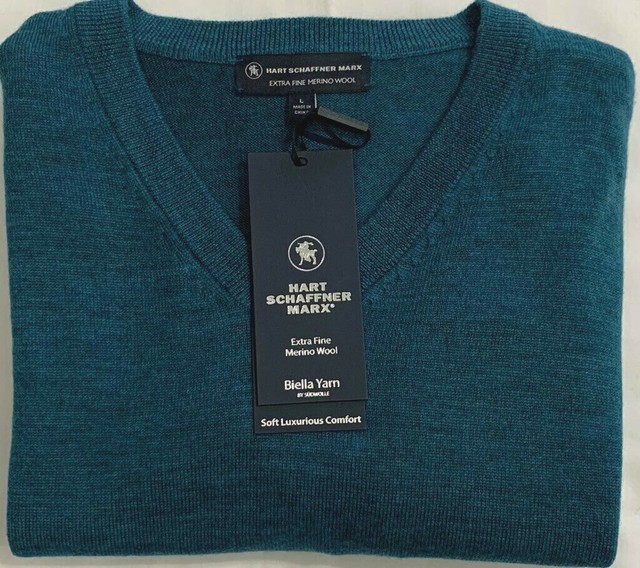 HART SCHAFFNER MARX
EXTRA FINE MERINO WOOL
L
MADE IN
CHINA
HART
SCHAFFNER
MARX®
Extra Fine
Merino Wool
Biella Yarn
BY SÜDWOLLE
Soft Luxurious Comfort